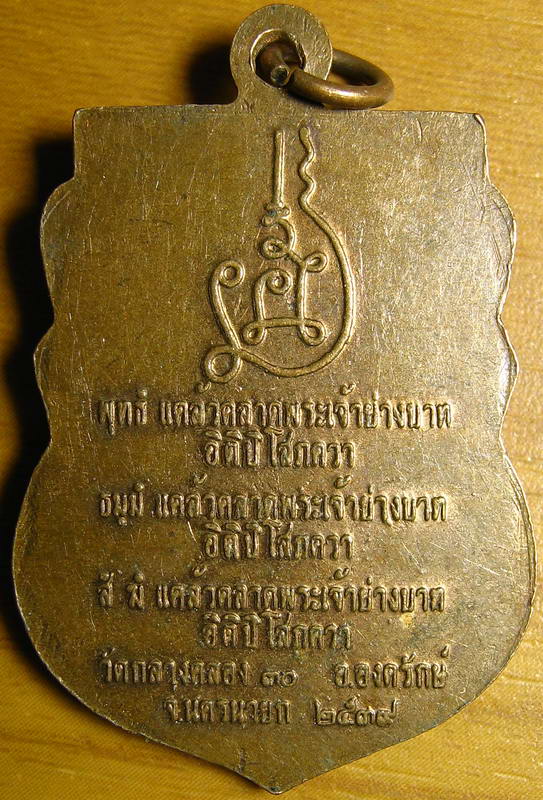 พุทธํ แคล้วคลาดพระเจ้าย่างบาท
อิติปิโสภควา
ธมฺมํ แคล้วคลาดพระเจ้าย่างบาท
อิติปิโสภควา
สํ ฆํ แคล้วคลาดพระเจ้าย่างบาท
อิติปิโสภควา
วัดกลางคลอง ๓๐ อ.องครักษ์
จ.นครนายก ๒๕๓๙